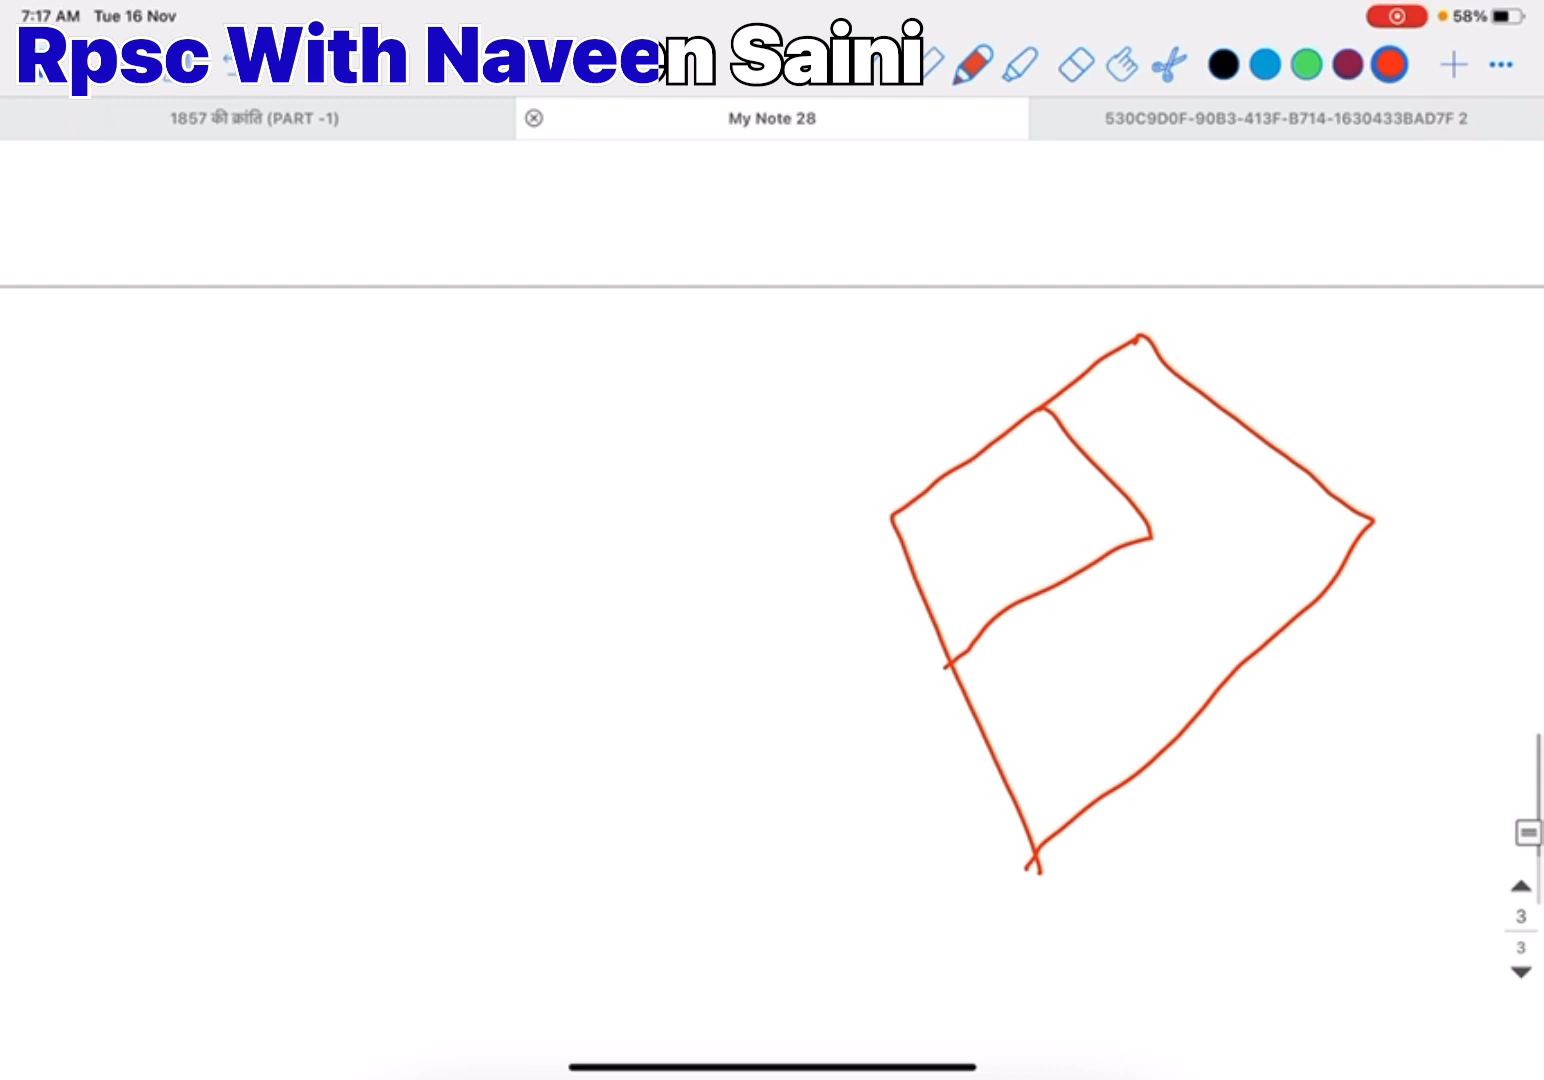 7:17 AM Tue 16 Nov
58%
Rpsc With Naveen Saini
1857 की क्रांति (PART -1)
My Note 28
530C9D0F-90B3-413F-B714-1630433BAD7F 2
3
3